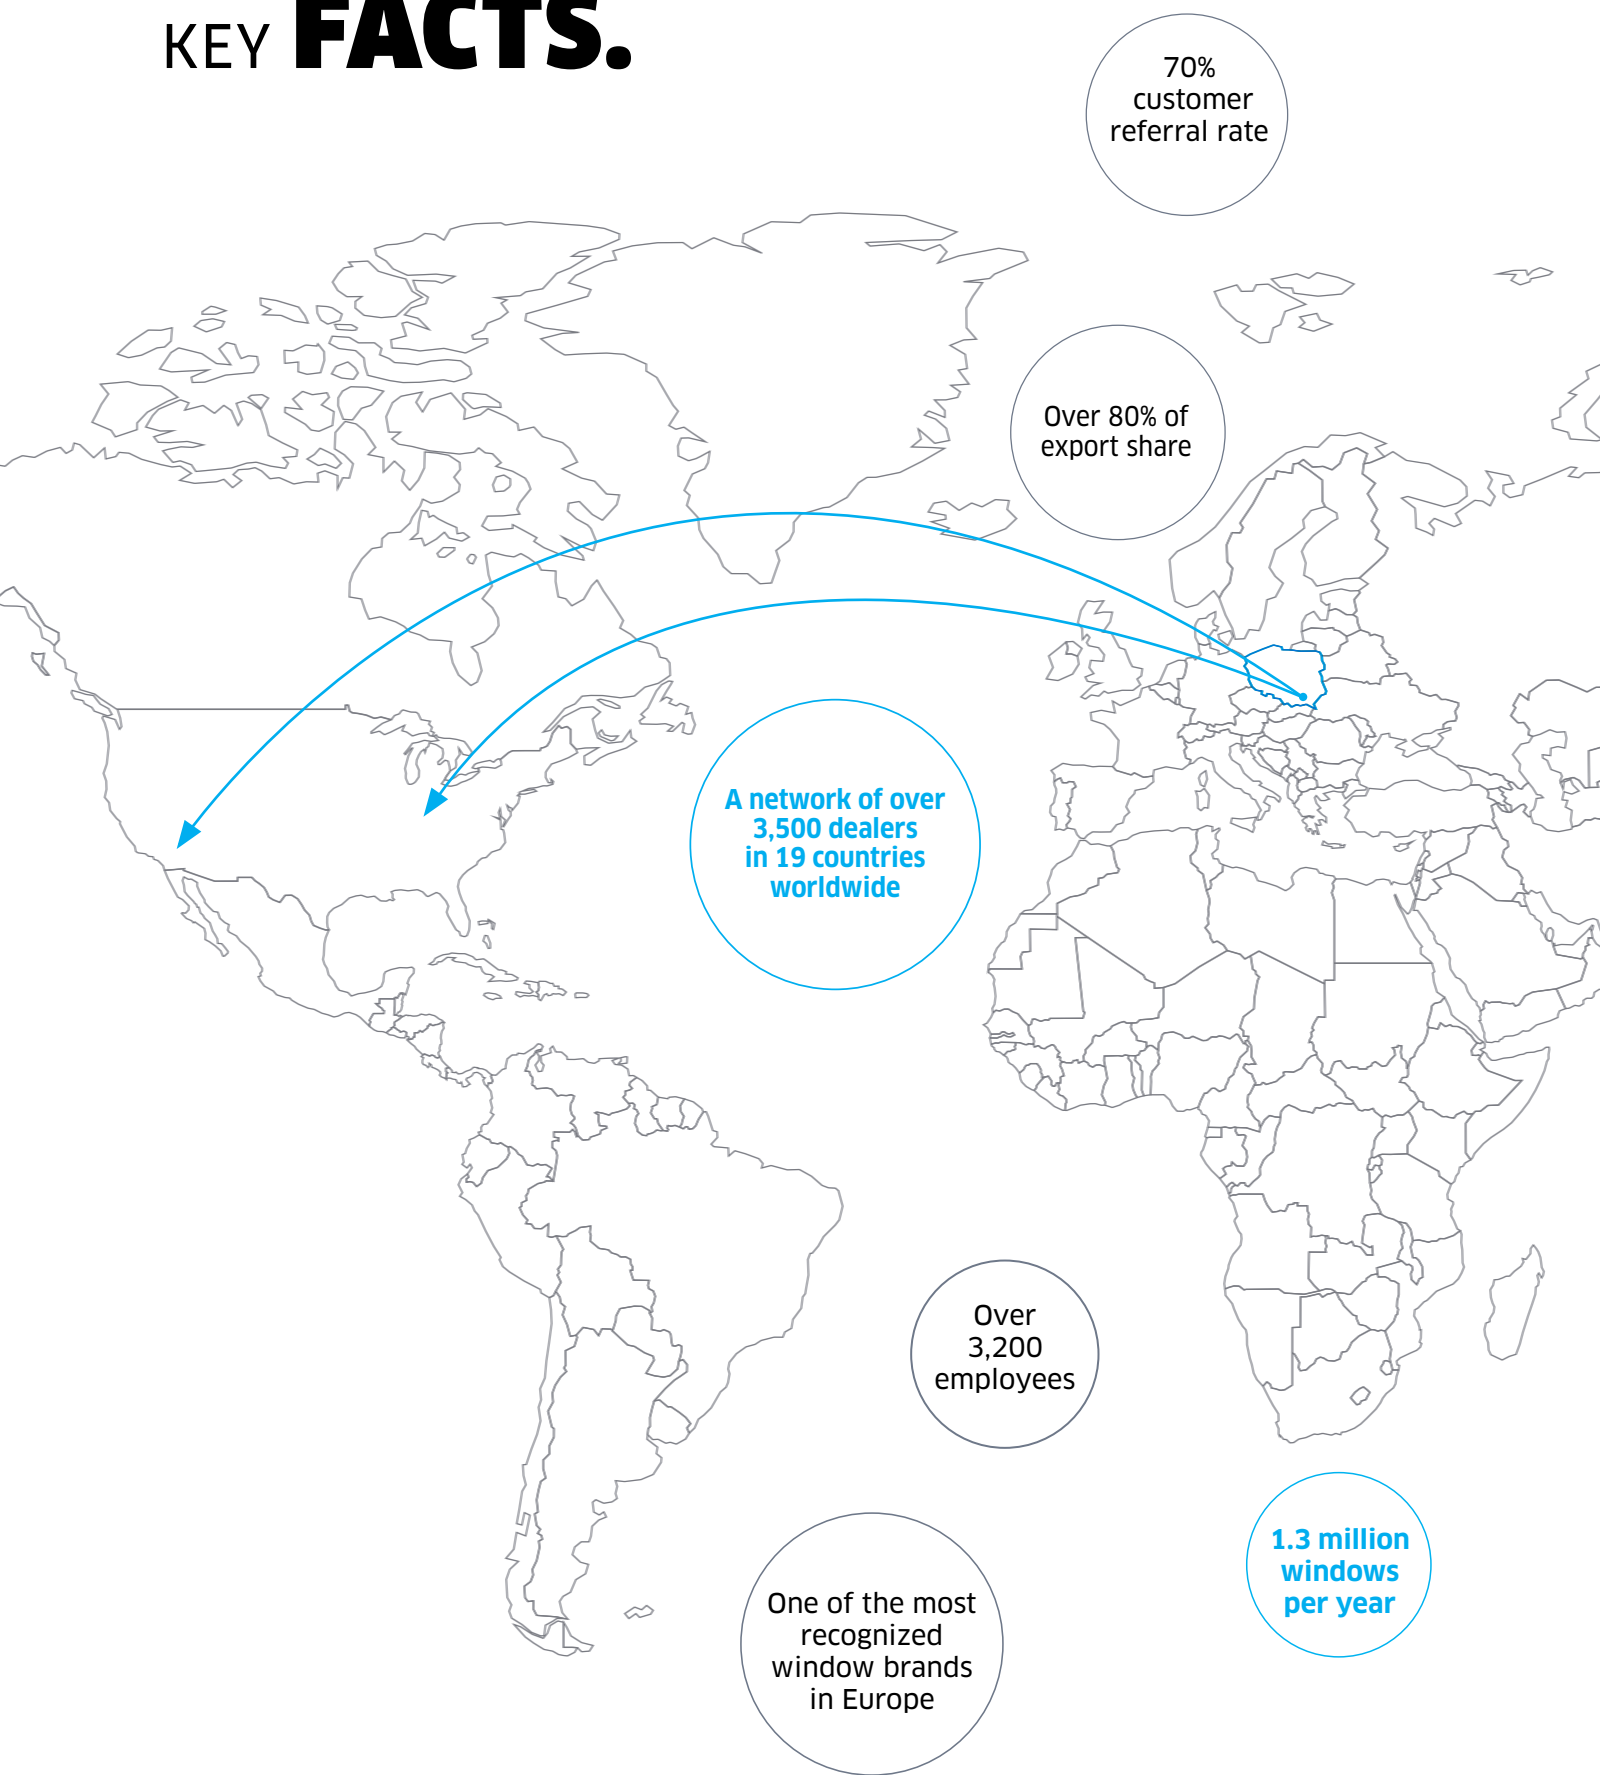 KEY FACTS.
70%
customer
referral rate
Over 80% of
export share
A network of over
3,500 dealers
in 19 countries
worldwide
Over
3,200
employees
1.3 million
windows
per year
One of the most
recognized
window brands
in Europe